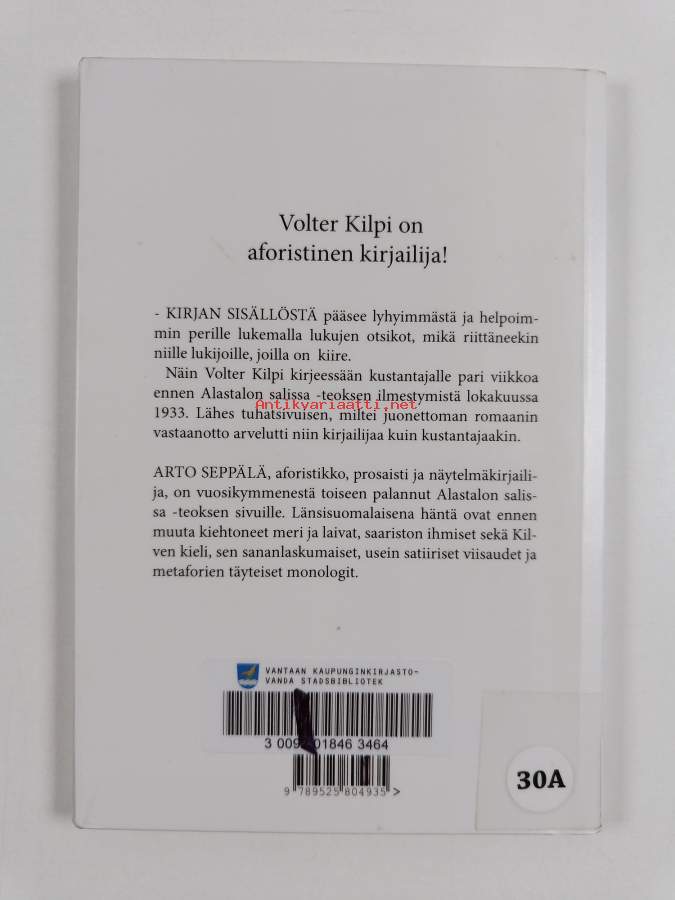 Volter Kilpi on
aforistinen kirjailija!
- KIRJAN SISÄLLÖSTÄ pääsee lyhyimmästä ja helpoim-
min perille lukemalla lukujen otsikot, mikä riittäneekin
niille lukijoille, joilla on kiire.
Näin Volter Kilpi kirjeessään kustantajalle pari viikkoa
ennen Alastalon salissa -teoksen ilmestymistä lokakuussa
Antikvariaatti.net
1933. Lähes tuhatsivuisen, miltei juonettoman romaanin
vastaanotto arvelutti niin kirjailijaa kuin kustantajaakin.
ARTO SEPPÄLÄ, aforistikko, prosaisti ja näytelmäkirjaili-
ja, on vuosikymmenestä toiseen palannut Alastalon salis-
sa -teoksen sivuille. Länsisuomalaisena häntä ovat ennen
muuta kiehtoneet meri ja laivat, saariston ihmiset sekä Kil-
ven kieli, sen sananlaskumaiset, usein satiiriset viisaudet ja
metaforien täyteiset monologit.
VANTAAN KAUPUNGINKIRJASTO-
VANDA STADSBIBLIOTEK
3 009 01846 3464
30A
9 789525 804935 >